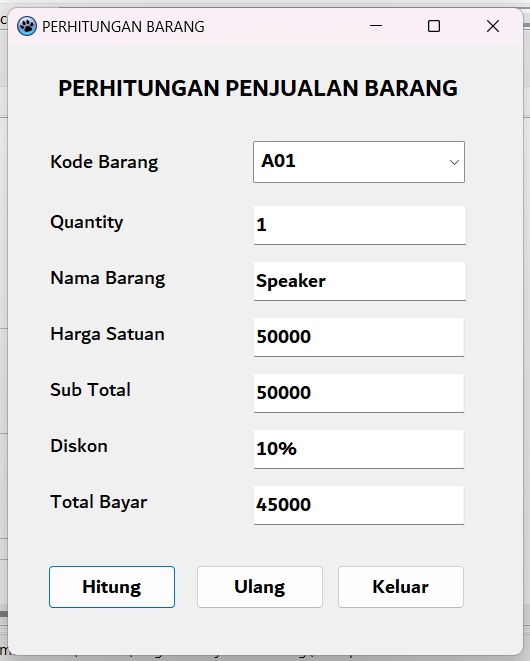 PERHITUNGAN BARANG
PERHITUNGAN PENJUALAN BARANG
Kode Barang A01
Quantity 1
Nama Barang Speaker
Harga Satuan 50000
Sub Total 50000
Diskon 10%
Total Bayar 45000
Hitung Ulang Keluar